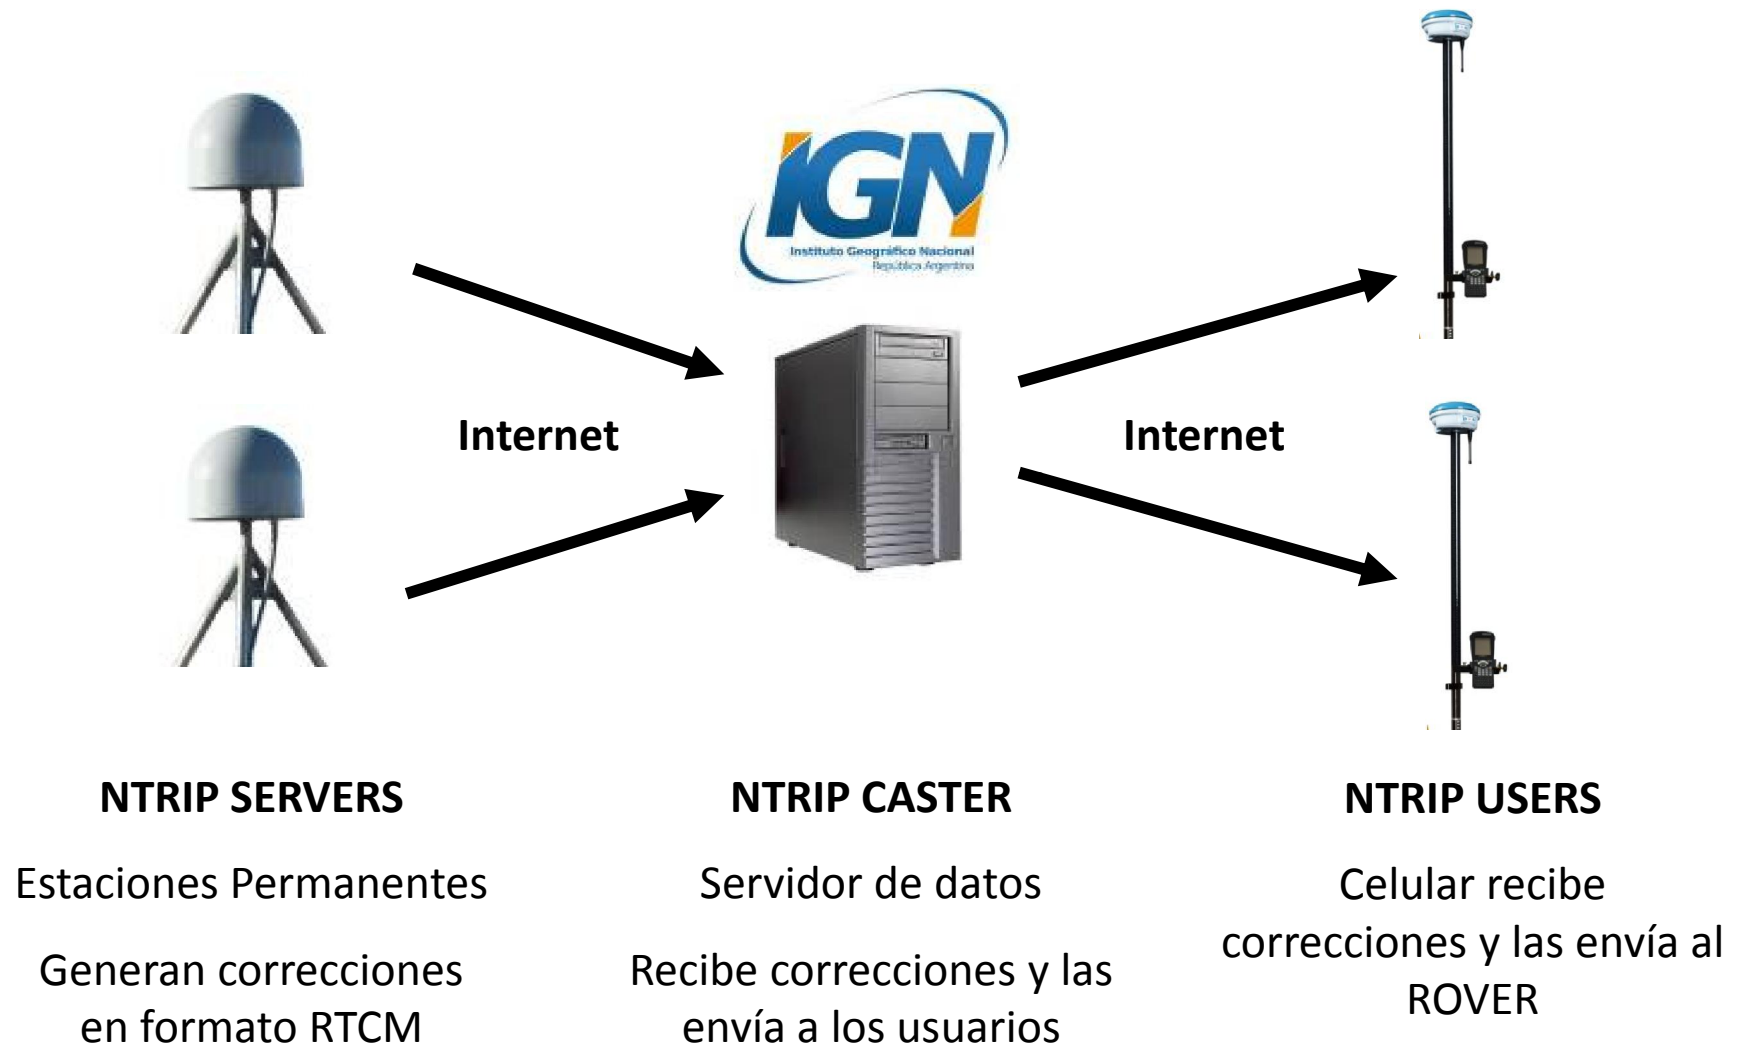 IGN
Instituto Geográfico Nacional
República Argentina
Internet
Internet
NTRIP SERVERS
Estaciones Permanentes
Generan correcciones
en formato RTCM
NTRIP CASTER
Servidor de datos
Recibe correcciones y las
envía a los usuarios
NTRIP USERS
Celular recibe
correcciones y las envía al
ROVER